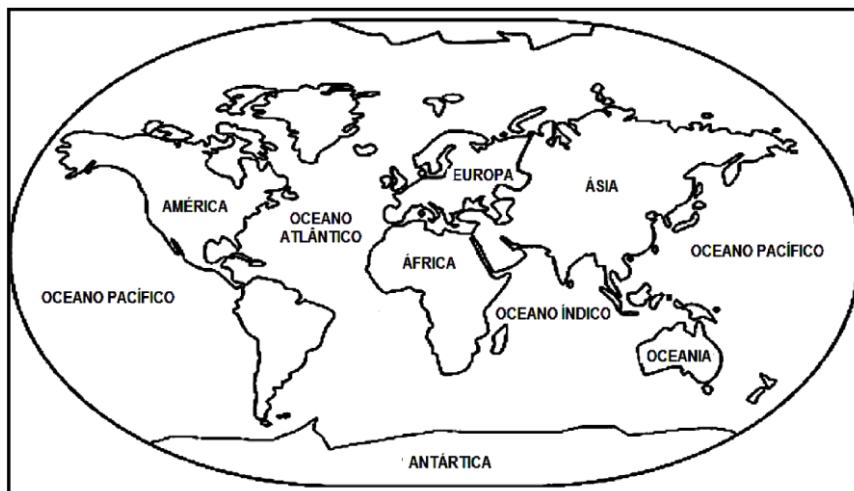 EUROPA
ÁSIA
AMÉRICA
OCEANO
ATLÂNTICO
OCEANO PACÍFICO
ÁFRICA
OCEANO PACÍFICO
OCEANO ÍNDICO
OCEANIA
ANTÁRTICA